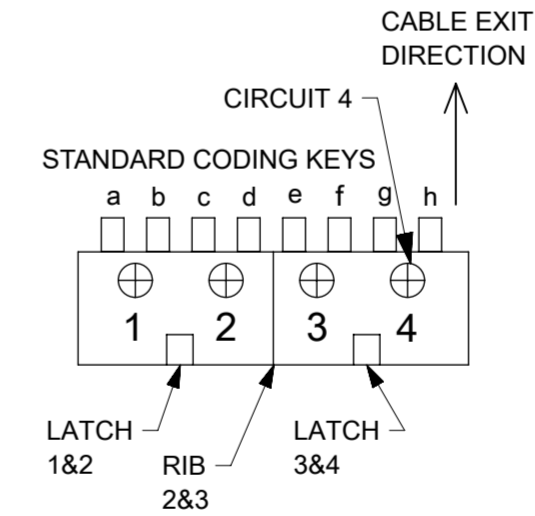 CABLE EXIT
DIRECTION
CIRCUIT 4
STANDARD CODING KEYS
a b c d e f g h
1 2 3 4
LATCH
1&2
RIB
2&3
LATCH
3&4